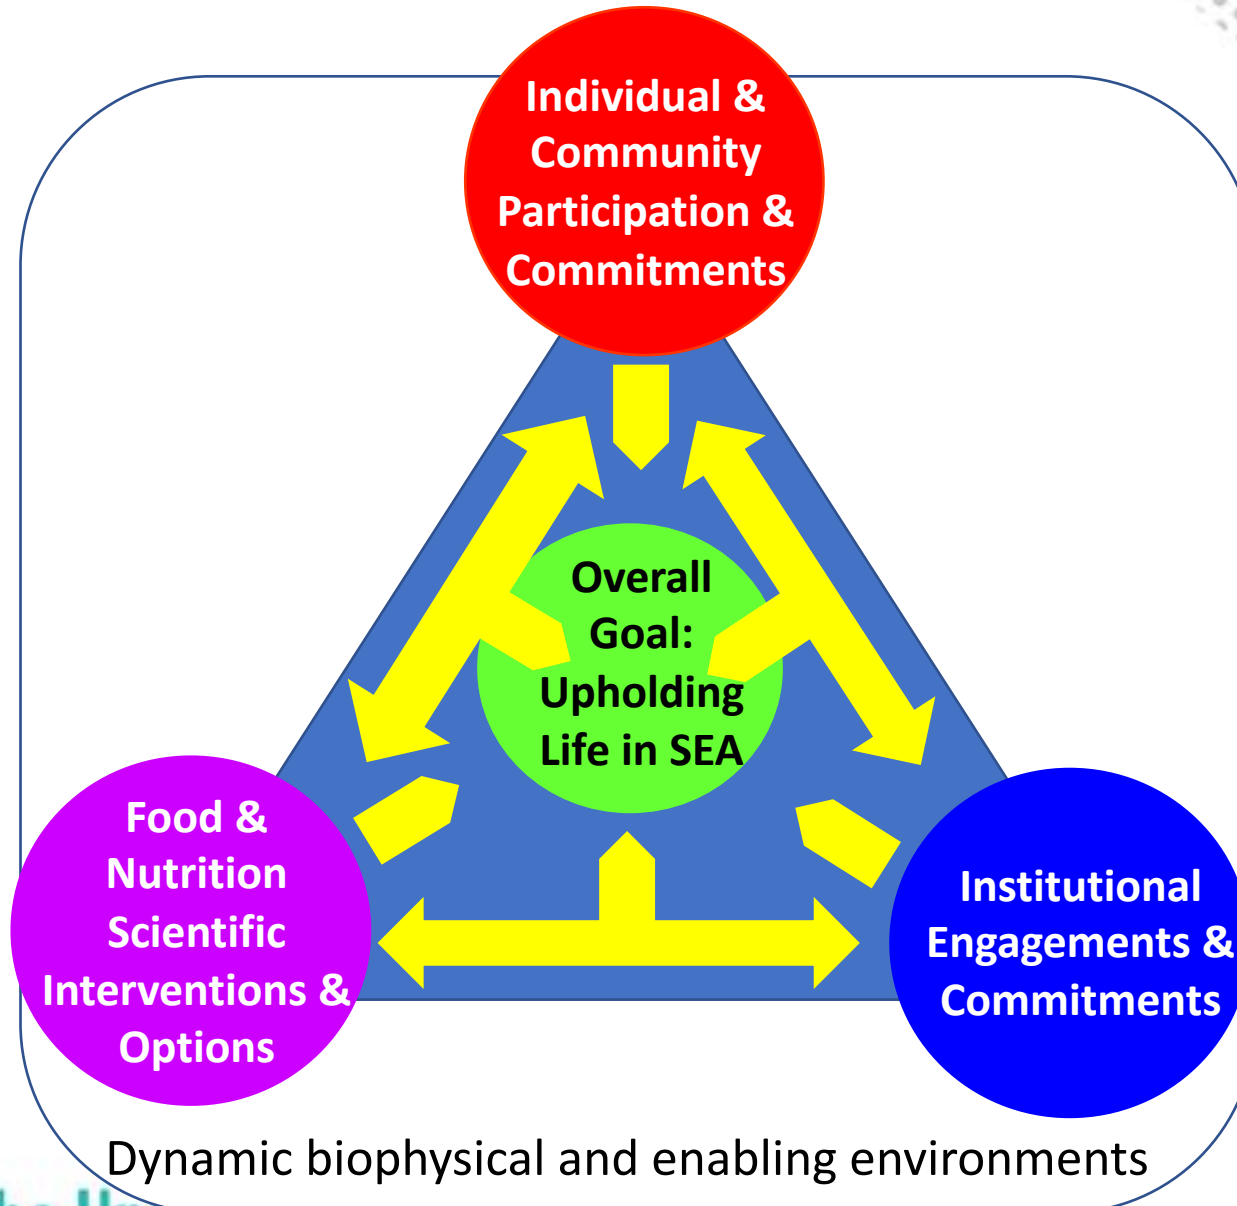 Individual &
Community
Participation &
Commitments
Overall
Goal:
Upholding
Life in SEA
Food &
Nutrition
Scientific
Interventions &
Options
Institutional
Engagements &
Commitments
Dynamic biophysical and enabling environments